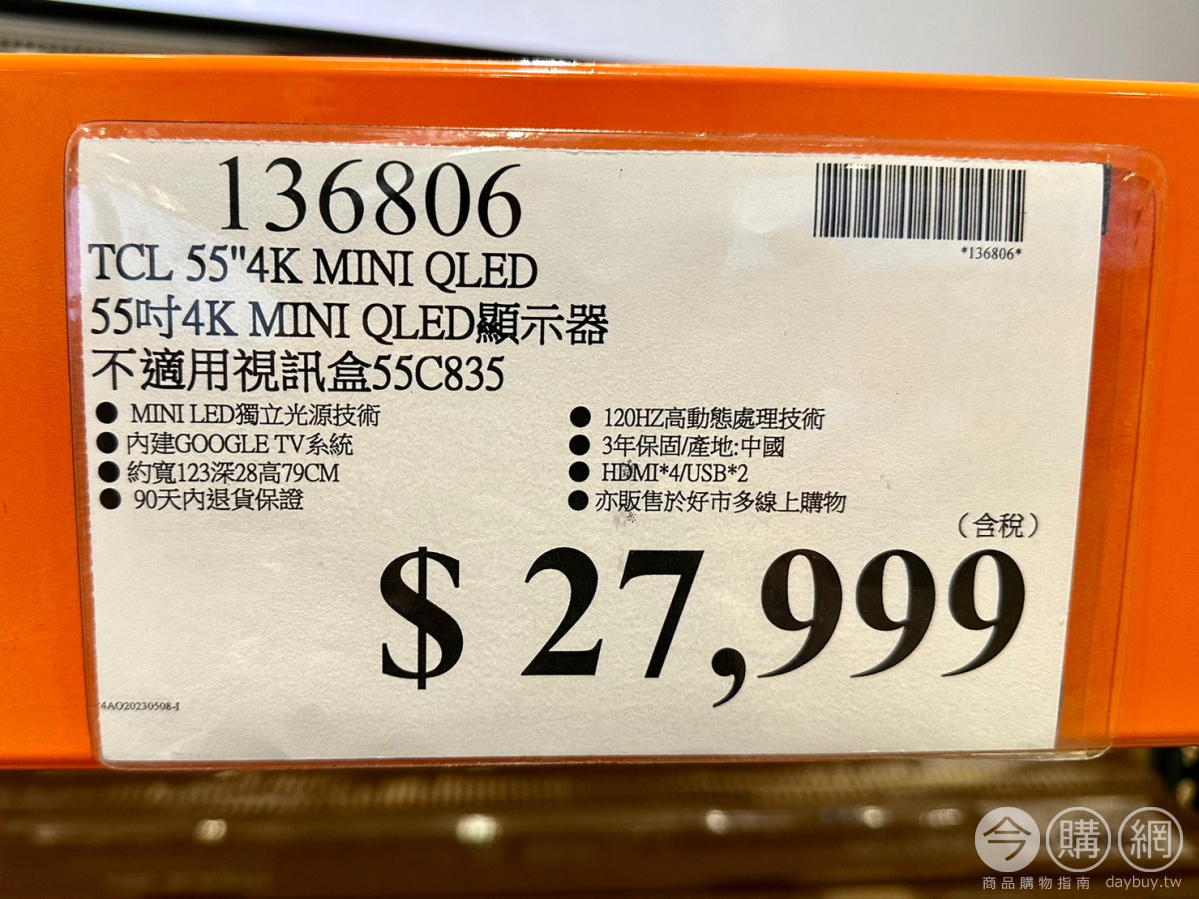 136806
*136806*
TCL 55"4K MINI QLED
55吋4K MINI QLED顯示器
不適用視訊盒55C835
● MINI LED獨立光源技術
● 內建GOOGLE TV系統
● 約寬123深28高79CM
● 90天內退貨保證
● 120HZ高動態處理技術
● 3年保固/產地:中國
● HDMI*4/USB*2
● 亦販售於好市多線上購物
（含稅）
$ 27,999
4AO20230508-I
今購網
商品購物指南 daybuy.tw